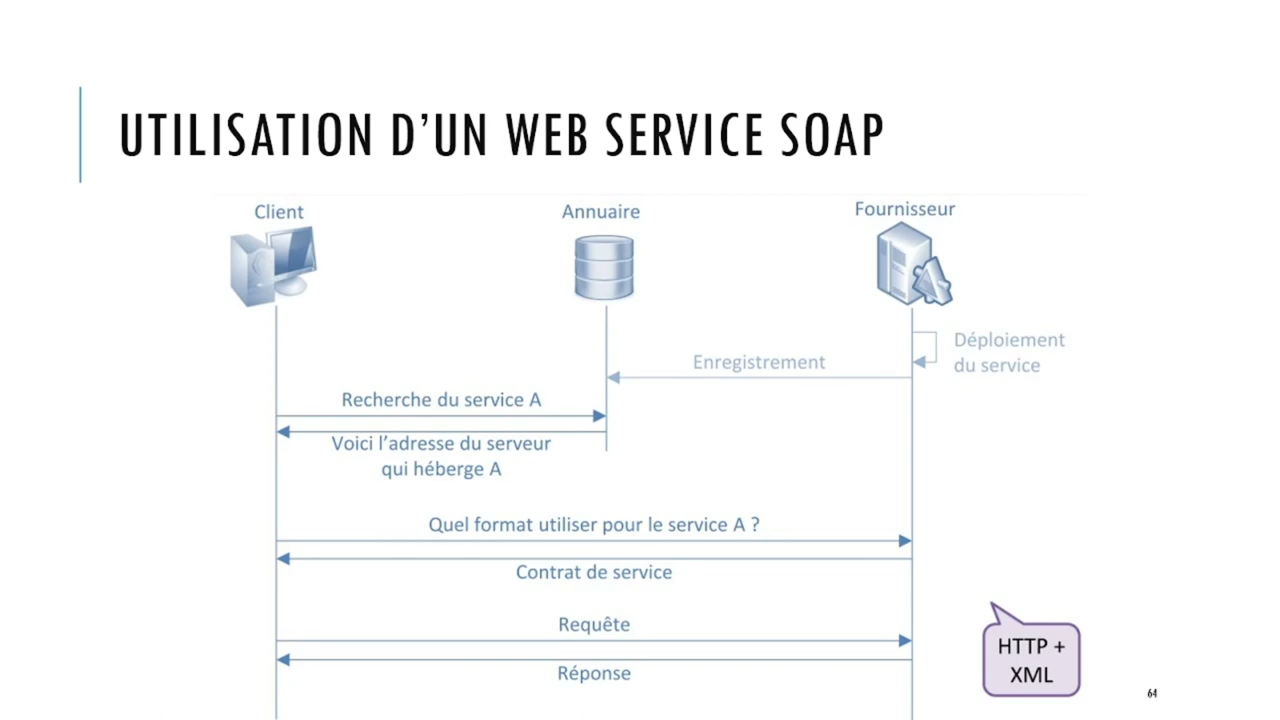 UTILISATION D’UN WEB SERVICE SOAP
Client
Annuaire
Fournisseur
Déploiement
du service
Enregistrement
Recherche du service A
Voici l’adresse du serveur
qui héberge A
Quel format utiliser pour le service A ?
Contrat de service
Requête
Réponse
HTTP +
XML
64